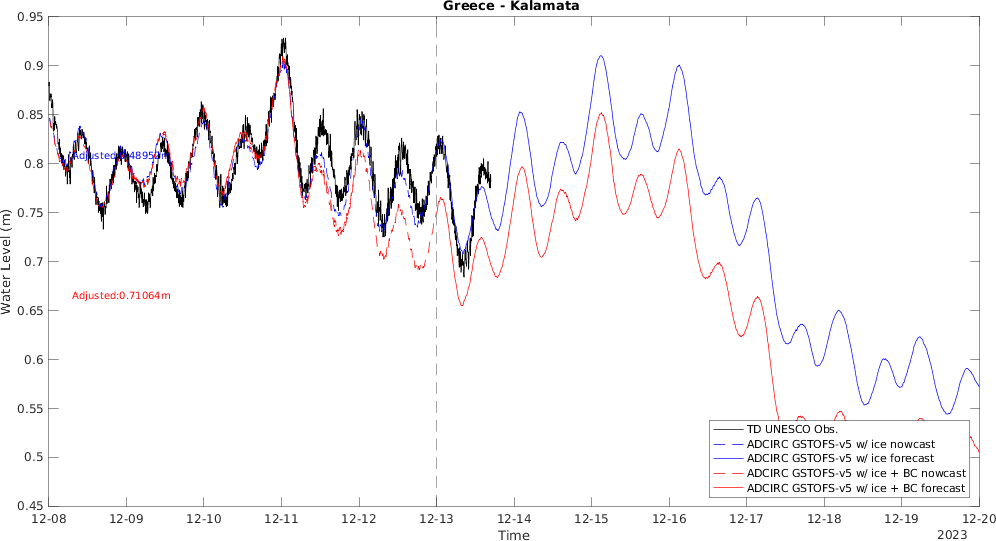 Greece - Kalamata
0.95
0.9
0.85
0.8
0.75
0.7
0.65
0.6
0.55
0.5
0.45
Water Level (m)
Adjusted:0.71064m
TD UNESCO Obs.
ADCIRC GSTOFS-v5 w/ ice nowcast
ADCIRC GSTOFS-v5 w/ ice forecast
ADCIRC GSTOFS-v5 w/ ice + BC nowcast
ADCIRC GSTOFS-v5 w/ ice + BC forecast
12-08 12-09 12-10 12-11 12-12 12-13 12-14 12-15 12-16 12-17 12-18 12-19 12-20
Time
2023